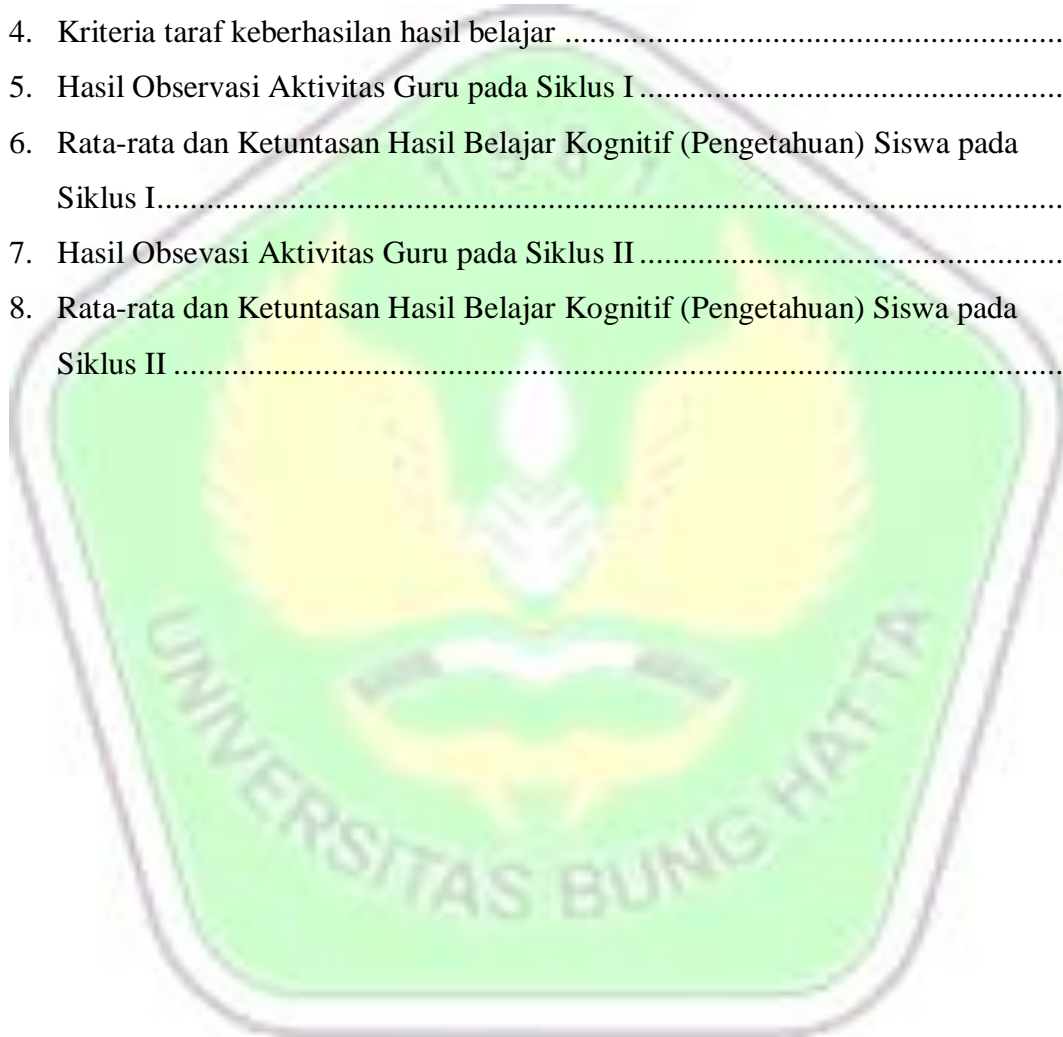 4. Kriteria taraf keberhasilan hasil belajar ................................................................
5. Hasil Observasi Aktivitas Guru pada Siklus I ....................................................
6. Rata-rata dan Ketuntasan Hasil Belajar Kognitif (Pengetahuan) Siswa pada
Siklus I................................................................................................................
7. Hasil Obsevasi Aktivitas Guru pada Siklus II ....................................................
8. Rata-rata dan Ketuntasan Hasil Belajar Kognitif (Pengetahuan) Siswa pada
Siklus II ..............................................................................................................
1981
UNIVERSITAS BUNG HATTA